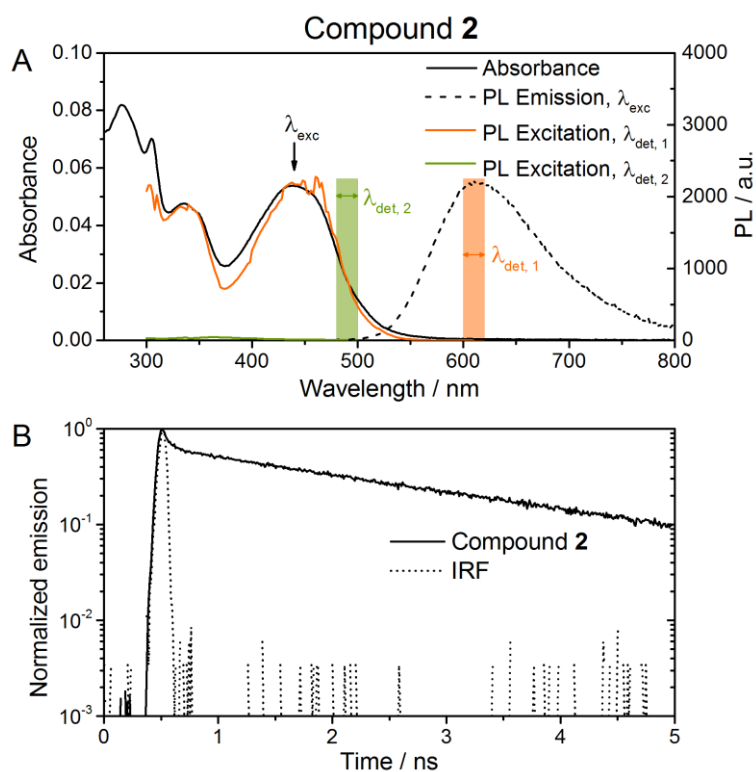 Compound 2
A
0.10
0.08
0.06
0.04
0.02
0.00
Absorbance
4000
3000
2000
1000
0
PL / a.u.
Absorbance
PL Emission, λexc
PL Excitation, λdet, 1
PL Excitation, λdet, 2
λexc
λdet, 2
λdet, 1
300 400 500 600 700 800
Wavelength / nm
B
10^0
10^-1
10^-2
10^-3
Normalized emission
Compound 2
IRF
0 1 2 3 4 5
Time / ns